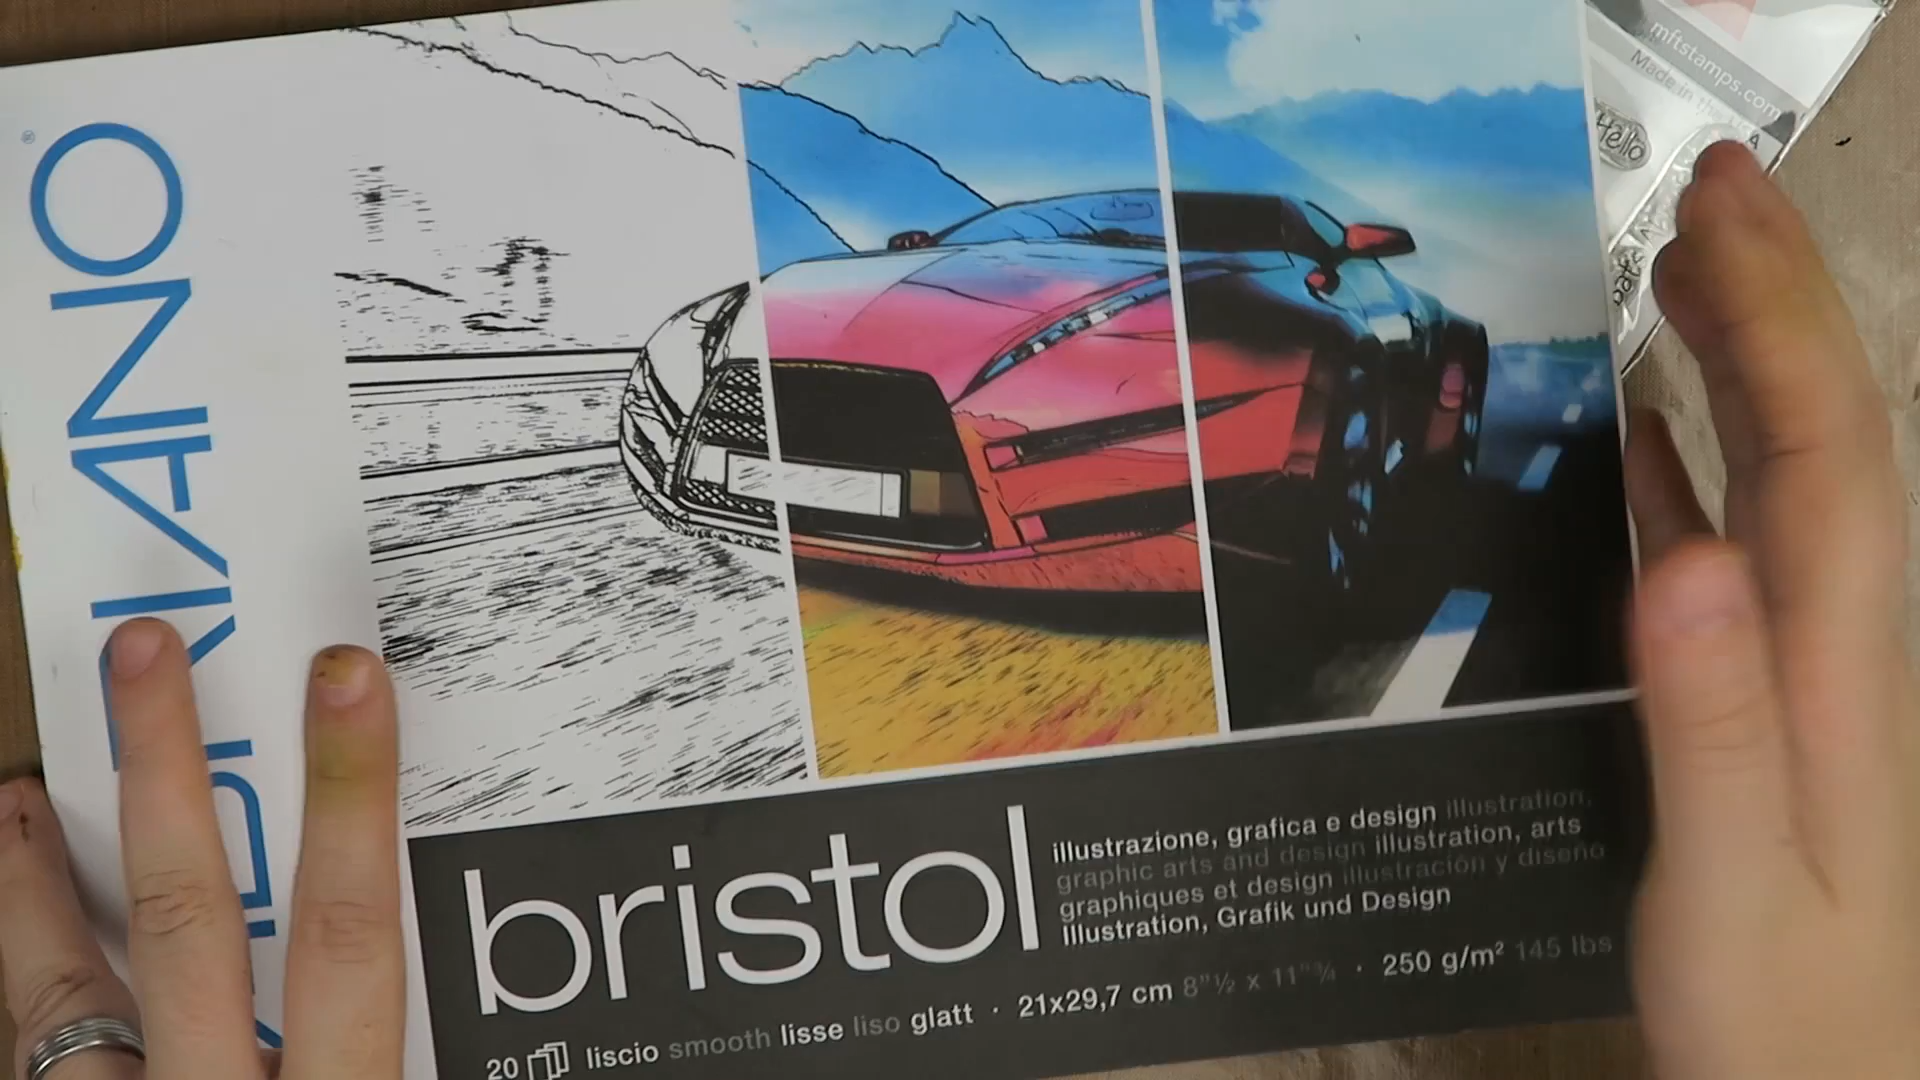 FABRIANO
®
mftstamps.com
Made in the USA
Hello
bristol
illustrazione, grafica e design illustration,
graphic arts and design illustration, arts
graphiques et design illustración y diseño
Illustration, Grafik und Design
20 liscio smooth lisse liso glatt · 21x29,7 cm 8"½ x 11"¾ · 250 g/m² 145 lbs